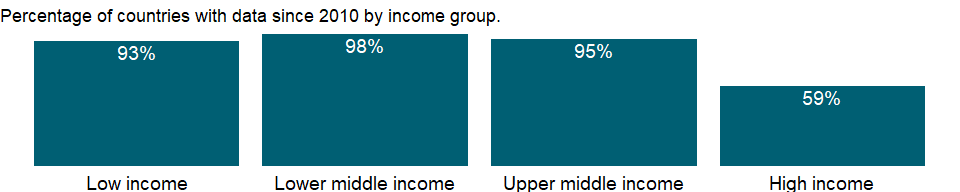 Percentage of countries with data since 2010 by income group.
93% 98% 95% 59%
Low income Lower middle income Upper middle income High income